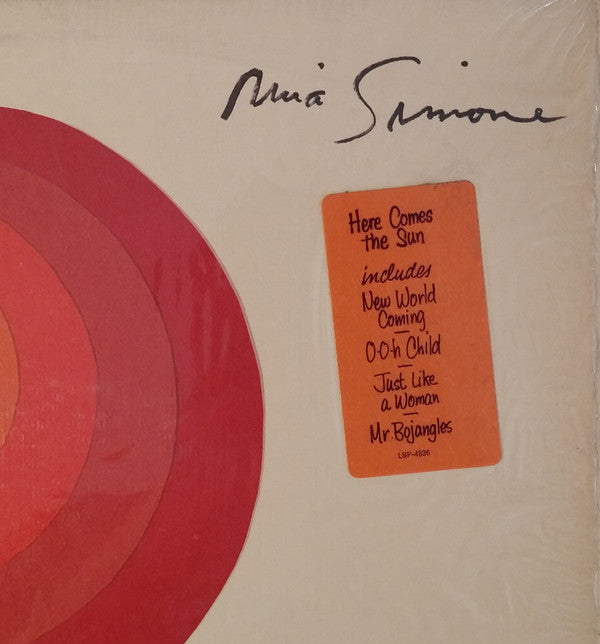 Nina Simone
Here Comes
the Sun
includes
New World
Coming
O-O-h Child
Just Like
a Woman
Mr. Bojangles
LSP-4536